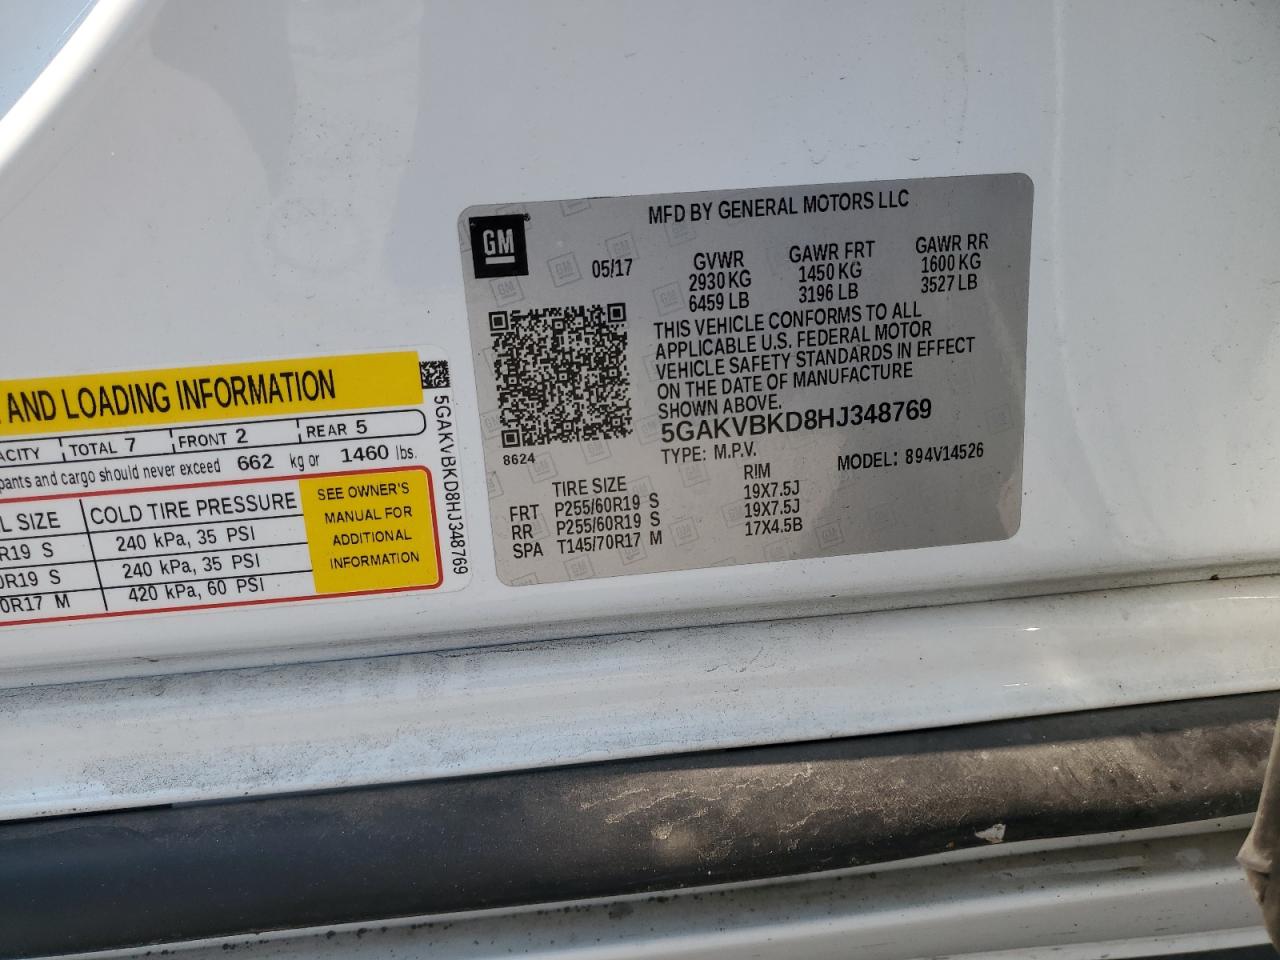 MFD BY GENERAL MOTORS LLC
GM
05/17
GVWR GAWR FRT GAWR RR
2930 KG 1450 KG 1600 KG
6459 LB 3196 LB 3527 LB
THIS VEHICLE CONFORMS TO ALL
APPLICABLE U.S. FEDERAL MOTOR
VEHICLE SAFETY STANDARDS IN EFFECT
ON THE DATE OF MANUFACTURE
SHOWN ABOVE.
5GAKVBKD8HJ348769
8624
TYPE: M.P.V. MODEL: 894V14526
TIRE SIZE RIM
FRT P255/60R19 S 19X7.5J
RR P255/60R19 S 19X7.5J
SPA T145/70R17 M 17X4.5B
AND LOADING INFORMATION
ACITY TOTAL 7 FRONT 2 REAR 5
pants and cargo should never exceed 662 kg or 1460 lbs.
SIZE COLD TIRE PRESSURE
R19 S 240 kPa, 35 PSI
0R19 S 240 kPa, 35 PSI
0R17 M 420 kPa, 60 PSI
SEE OWNER'S
MANUAL FOR
ADDITIONAL
INFORMATION
5GAKVBKD8HJ348769